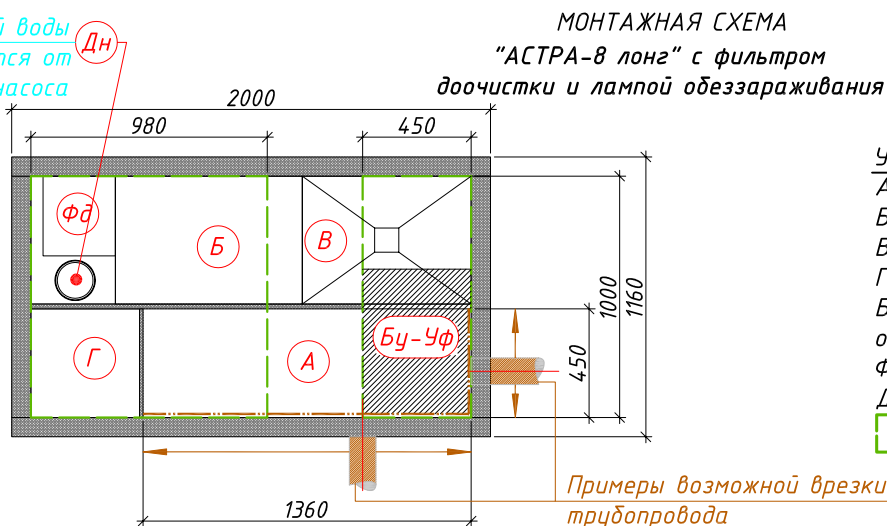 й воды
тся от
насоса
Дн
МОНТАЖНАЯ СХЕМА
"АСТРА-8 лонг" с фильтром
доочистки и лампой обеззараживания
2000
980
450
Фд
Б
В
Г
А
Бу-Уф
1000
1160
450
1360
У
А
Б
В
Г
Б
о
Ф
Д
Примеры возможной врезки
трубопровода